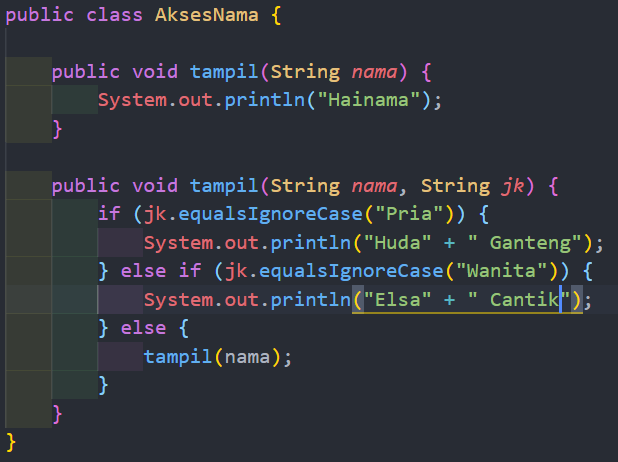 public class AksesNama {
public void tampil(String nama) {
System.out.println("Hainama");
}
public void tampil(String nama, String jk) {
if (jk.equalsIgnoreCase("Pria")) {
System.out.println("Huda" + " Ganteng");
} else if (jk.equalsIgnoreCase("Wanita")) {
System.out.println("Elsa" + " Cantik");
} else {
tampil(nama);
}
}
}